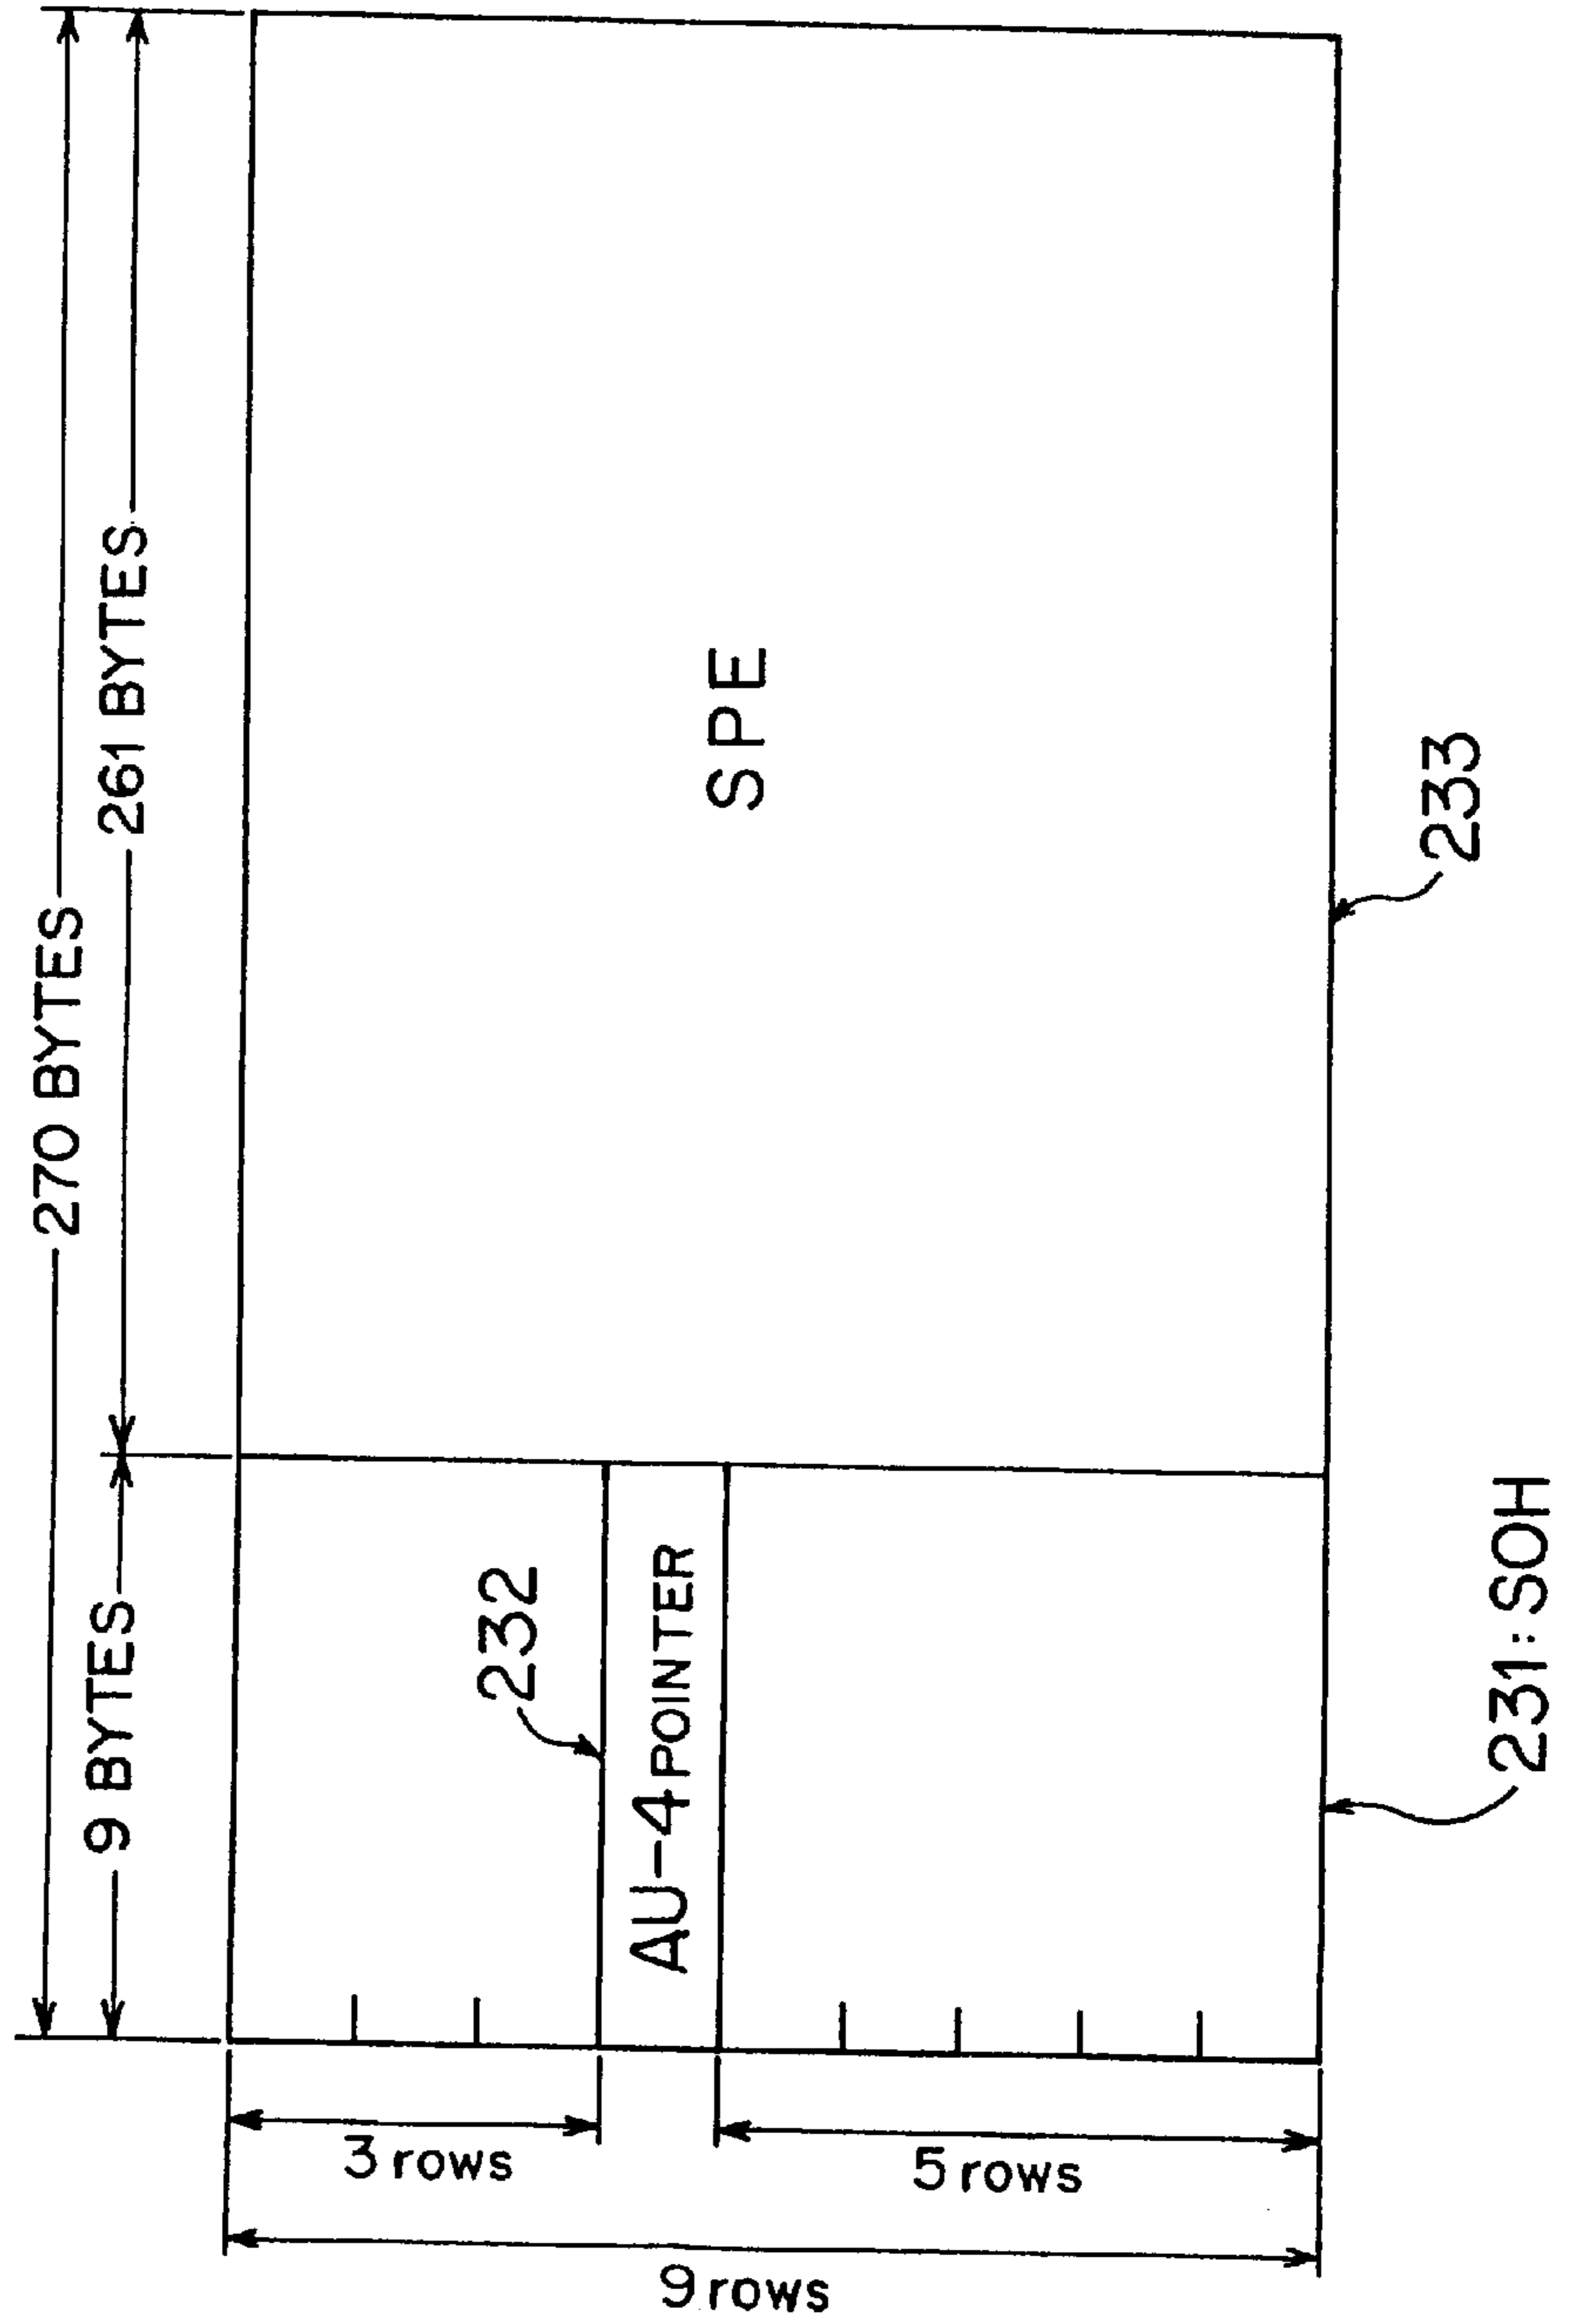 270 BYTES
9 BYTES
261 BYTES
232
AU-4 POINTER
SPE
231: SOH
233
3 rows
5 rows
9 rows